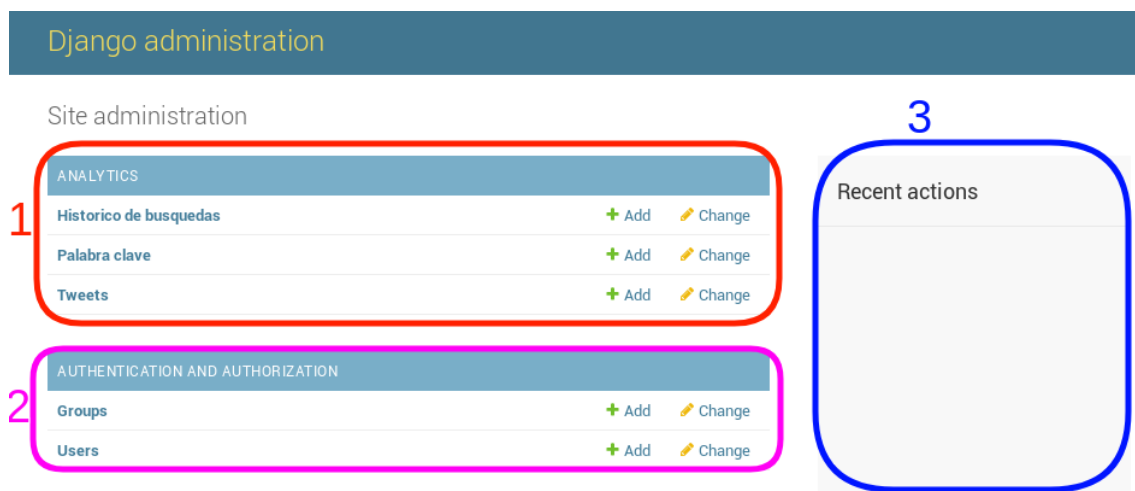 Django administration
Site administration
1
ANALYTICS
Historico de busquedas Add Change
Palabra clave Add Change
Tweets Add Change
2
AUTHENTICATION AND AUTHORIZATION
Groups Add Change
Users Add Change
3
Recent actions